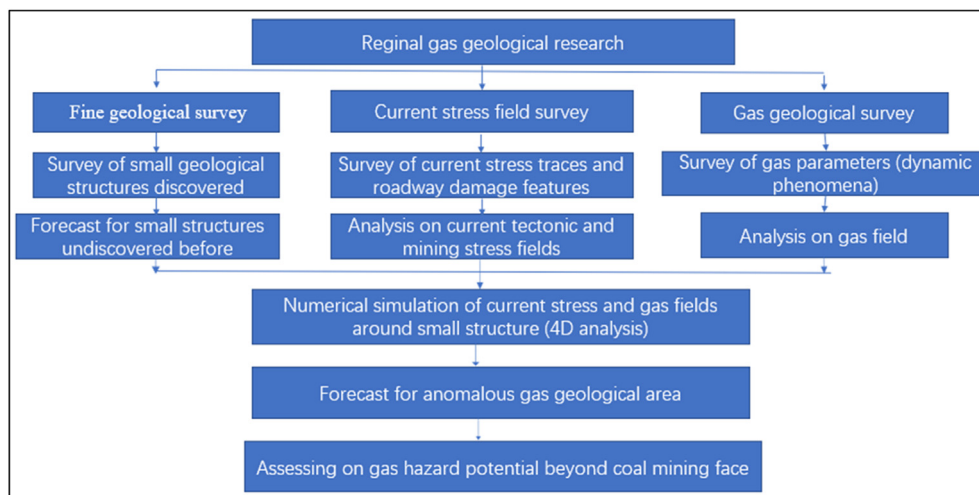 Reginal gas geological research
Fine geological survey
Current stress field survey
Gas geological survey
Survey of small geological
structures discovered
Survey of current stress traces and
roadway damage features
Survey of gas parameters (dynamic
phenomena)
Forecast for small structures
undiscovered before
Analysis on current tectonic and
mining stress fields
Analysis on gas field
Numerical simulation of current stress and gas fields
around small structure (4D analysis)
Forecast for anomalous gas geological area
Assessing on gas hazard potential beyond coal mining face